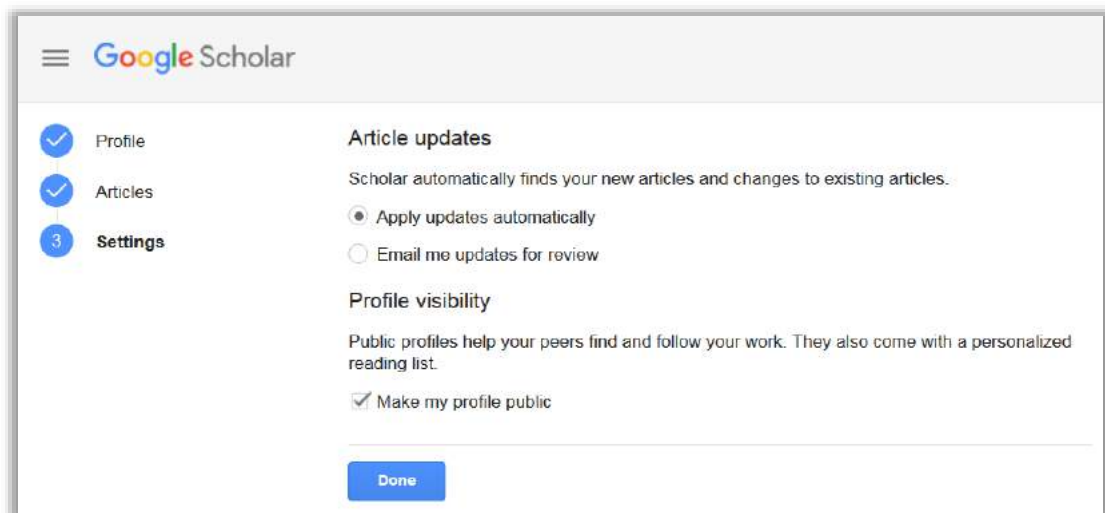 Google Scholar
Profile
Articles
3 Settings
Article updates
Scholar automatically finds your new articles and changes to existing articles.
Apply updates automatically
Email me updates for review
Profile visibility
Public profiles help your peers find and follow your work. They also come with a personalized
reading list.
Make my profile public
Done